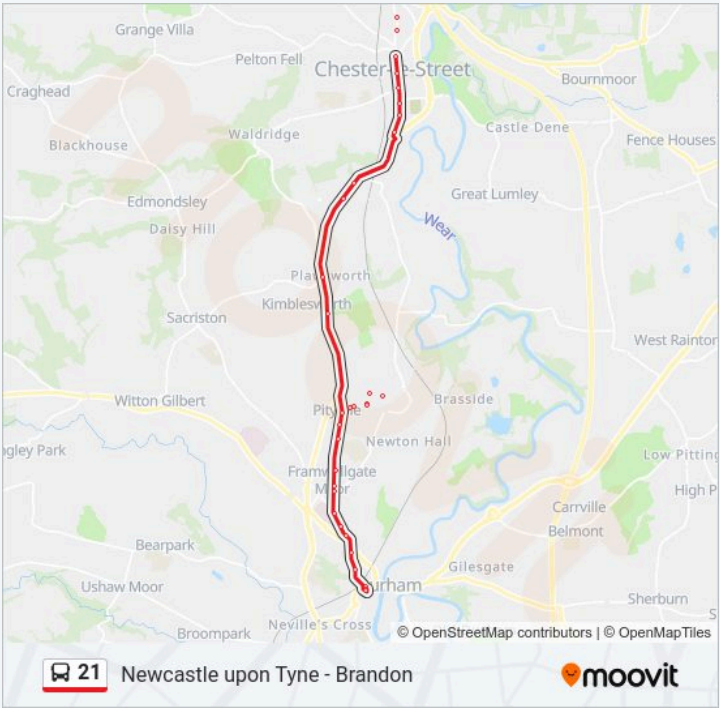 Grange Villa
Pelton Fell
Chester-le-Street
Bournmoor
Craghead
Castle Dene
Waldridge
Fence Houses
Blackhouse
Great Lumley
Edmondsley
Daisy Hill
Wear
Plawsworth
Kimblesworth
Sacriston
West Rainton
Witton Gilbert
Brasside
Pity Me
Newton Hall
ngley Park
Low Pitting
Framwellgate
Moor
High P
Carrville
Belmont
Bearpark
Gilesgate
Ushaw Moor
Durham
Sherburn
Neville's Cross
Broompark
© OpenStreetMap contributors | © OpenMapTiles
21 Newcastle upon Tyne - Brandon
moovit